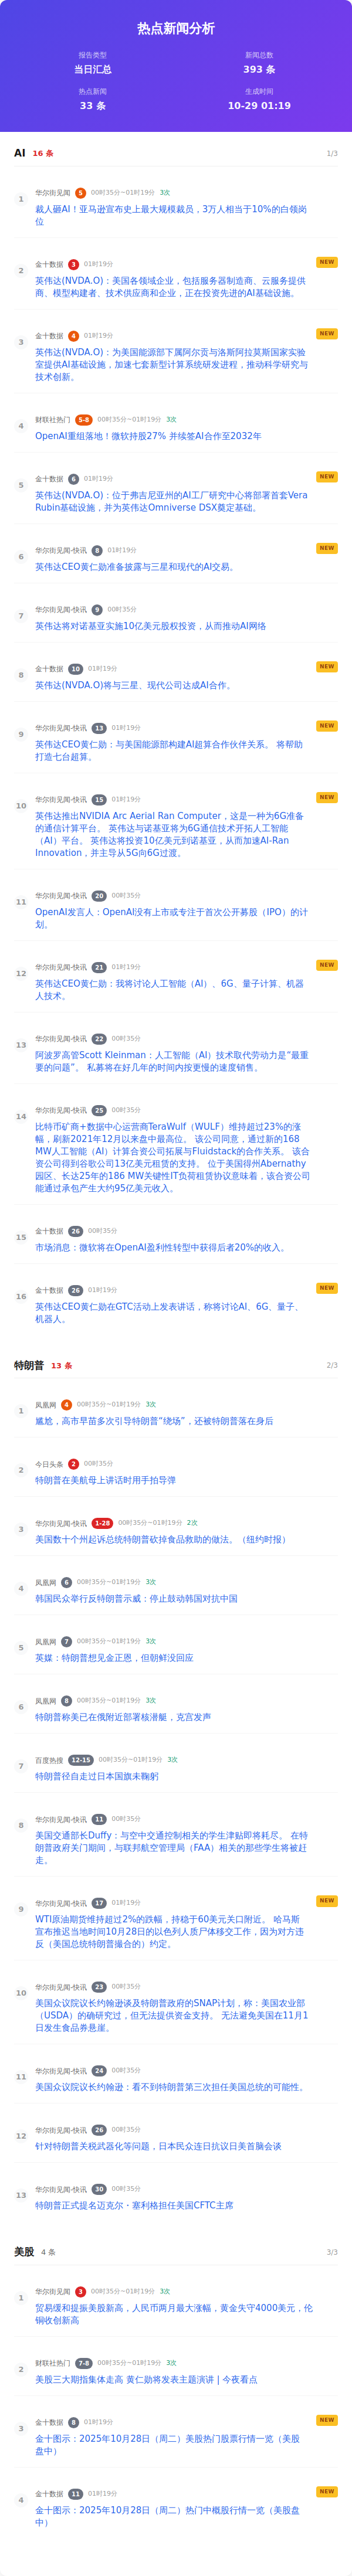 热点新闻分析
报告类型
当日汇总
新闻总数
393 条
热点新闻
33 条
生成时间
10-29 01:19
AI 16 条 1/3
1
华尔街见闻 5 00时35分~01时19分 3次
裁人砸AI！亚马逊宣布史上最大规模裁员，3万人相当于10%的白领岗
位
2
金十数据 3 01时19分 NEW
英伟达(NVDA.O)：美国各领域企业，包括服务器制造商、云服务提供
商、模型构建者、技术供应商和企业，正在投资先进的AI基础设施。
3
金十数据 4 01时19分 NEW
英伟达(NVDA.O)：为美国能源部下属阿尔贡与洛斯阿拉莫斯国家实验
室提供AI基础设施，加速七套新型计算系统研发进程，推动科学研究与
技术创新。
4
财联社热门 5-8 00时35分~01时19分 3次
OpenAI重组落地！微软持股27% 并续签AI合作至2032年
5
金十数据 6 01时19分 NEW
英伟达(NVDA.O)：位于弗吉尼亚州的AI工厂研究中心将部署首套Vera
Rubin基础设施，并为英伟达Omniverse DSX奠定基础。
6
华尔街见闻-快讯 8 01时19分 NEW
英伟达CEO黄仁勋准备披露与三星和现代的AI交易。
7
华尔街见闻-快讯 9 00时35分
英伟达将对诺基亚实施10亿美元股权投资，从而推动AI网络
8
金十数据 10 01时19分 NEW
英伟达(NVDA.O)将与三星、现代公司达成AI合作。
9
华尔街见闻-快讯 13 01时19分 NEW
英伟达CEO黄仁勋：与美国能源部构建AI超算合作伙伴关系。 将帮助
打造七台超算。
10
华尔街见闻-快讯 15 01时19分 NEW
英伟达推出NVIDIA Arc Aerial Ran Computer，这是一种为6G准备
的通信计算平台。 英伟达与诺基亚将为6G通信技术开拓人工智能
（AI）平台。 英伟达将投资10亿美元到诺基亚，从而加速AI-Ran
Innovation，并主导从5G向6G过渡。
11
华尔街见闻-快讯 20 00时35分
OpenAI发言人：OpenAI没有上市或专注于首次公开募股（IPO）的计
划。
12
华尔街见闻-快讯 21 01时19分 NEW
英伟达CEO黄仁勋：我将讨论人工智能（AI）、6G、量子计算、机器
人技术。
13
华尔街见闻-快讯 22 00时35分
阿波罗高管Scott Kleinman：人工智能（AI）技术取代劳动力是“最重
要的问题”。 私募将在好几年的时间内按更慢的速度销售。
14
华尔街见闻-快讯 25 00时35分
比特币矿商+数据中心运营商TeraWulf（WULF）维持超过23%的涨
幅，刷新2021年12月以来盘中最高位。 该公司同意，通过新的168
MW人工智能（AI）计算合资公司拓展与Fluidstack的合作关系。 该合
资公司得到谷歌公司13亿美元租赁的支持。 位于美国得州Abernathy
园区、长达25年的186 MW关键性IT负荷租赁协议意味着，该合资公司
能通过承包产生大约95亿美元收入。
15
金十数据 26 00时35分
市场消息：微软将在OpenAI盈利性转型中获得后者20%的收入。
16
金十数据 26 01时19分 NEW
英伟达CEO黄仁勋在GTC活动上发表讲话，称将讨论AI、6G、量子、
机器人。
特朗普 13 条 2/3
1
凤凰网 4 00时35分~01时19分 3次
尴尬，高市早苗多次引导特朗普“绕场”，还被特朗普落在身后
2
今日头条 2 00时35分
特朗普在美航母上讲话时用手拍导弹
3
华尔街见闻-快讯 1-28 00时35分~01时19分 2次
美国数十个州起诉总统特朗普砍掉食品救助的做法。（纽约时报）
4
凤凰网 6 00时35分~01时19分 3次
韩国民众举行反特朗普示威：停止鼓动韩国对抗中国
5
凤凰网 7 00时35分~01时19分 3次
英媒：特朗普想见金正恩，但朝鲜没回应
6
凤凰网 8 00时35分~01时19分 3次
特朗普称美已在俄附近部署核潜艇，克宫发声
7
百度热搜 12-15 00时35分~01时19分 3次
特朗普径自走过日本国旗未鞠躬
8
华尔街见闻-快讯 11 00时35分
美国交通部长Duffy：与空中交通控制相关的学生津贴即将耗尽。 在特
朗普政府关门期间，与联邦航空管理局（FAA）相关的那些学生将被赶
走。
9
华尔街见闻-快讯 17 01时19分 NEW
WTI原油期货维持超过2%的跌幅，持稳于60美元关口附近。 哈马斯
宣布推迟当地时间10月28日的以色列人质尸体移交工作，因为对方违
反（美国总统特朗普撮合的）约定。
10
华尔街见闻-快讯 23 00时35分
美国众议院议长约翰逊谈及特朗普政府的SNAP计划，称：美国农业部
（USDA）的确研究过，但无法提供资金支持。 无法避免美国在11月1
日发生食品券悬崖。
11
华尔街见闻-快讯 24 00时35分
美国众议院议长约翰逊：看不到特朗普第三次担任美国总统的可能性。
12
华尔街见闻-快讯 26 00时35分
针对特朗普关税武器化等问题，日本民众连日抗议日美首脑会谈
13
华尔街见闻-快讯 30 00时35分
特朗普正式提名迈克尔・塞利格担任美国CFTC主席
美股 4 条 3/3
1
华尔街见闻 3 00时35分~01时19分 3次
贸易缓和提振美股新高，人民币两月最大涨幅，黄金失守4000美元，伦
铜收创新高
2
财联社热门 7-8 00时35分~01时19分 3次
美股三大期指集体走高 黄仁勋将发表主题演讲 | 今夜看点
3
金十数据 8 01时19分 NEW
金十图示：2025年10月28日（周二）美股热门股票行情一览（美股
盘中）
4
金十数据 11 01时19分 NEW
金十图示：2025年10月28日（周二）热门中概股行情一览（美股盘
中）